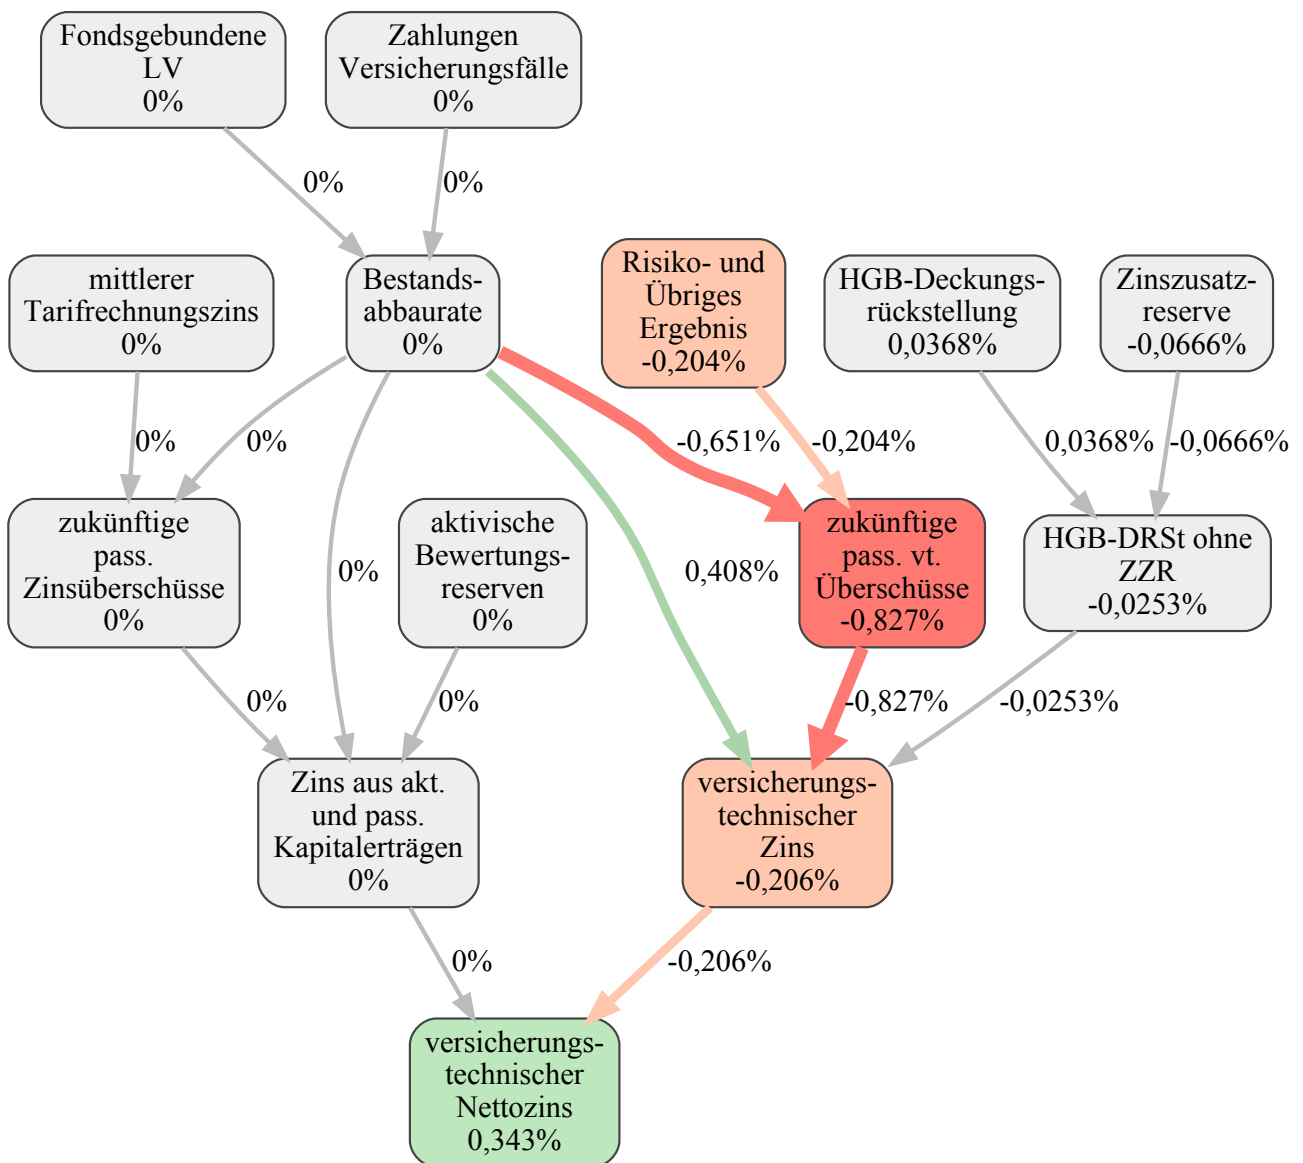 Fondsgebundene
LV
0%
Zahlungen
Versicherungsfälle
0%
0%
0%
mittlerer
Tarifrechnungszins
0%
Bestands-
abbaurate
0%
Risiko- und
Übriges
Ergebnis
-0,204%
HGB-Deckungs-
rückstellung
0,0368%
Zinszusatz-
reserve
-0,0666%
0%
0%
-0,651%
-0,204%
0,0368%
-0,0666%
zukünftige
pass.
Zinsüberschüsse
0%
0%
aktivische
Bewertungs-
reserven
0%
0,408%
zukünftige
pass. vt.
Überschüsse
-0,827%
HGB-DRSt ohne
ZZR
-0,0253%
0%
0%
-0,827%
-0,0253%
Zins aus akt.
und pass.
Kapitalerträgen
0%
versicherungs-
technischer
Zins
-0,206%
0%
-0,206%
versicherungs-
technischer
Nettozins
0,343%